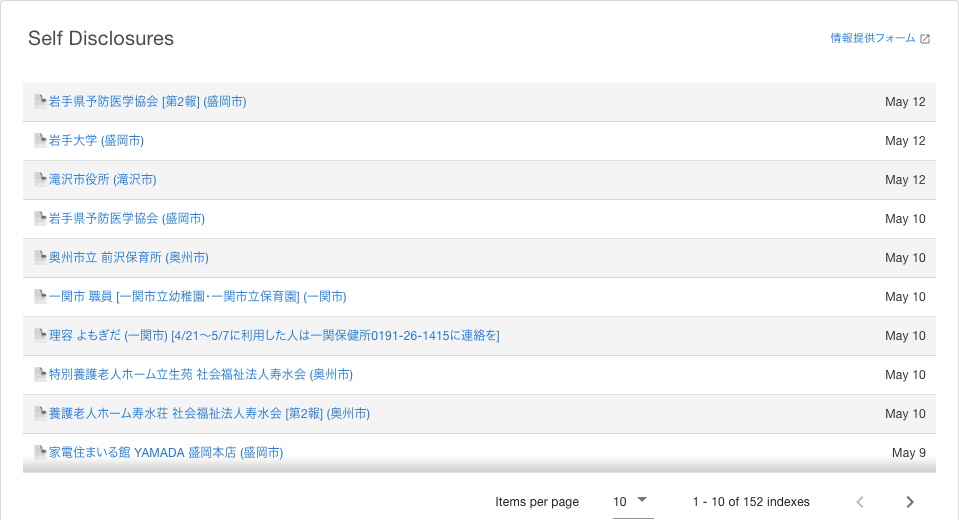 Self Disclosures
情報提供フォーム
岩手県予防医学協会 [第2報] (盛岡市) May 12
岩手大学 (盛岡市) May 12
滝沢市役所 (滝沢市) May 12
岩手県予防医学協会 (盛岡市) May 10
奥州市立 前沢保育所 (奥州市) May 10
一関市 職員 [一関市立幼稚園･一関市立保育園] (一関市) May 10
理容 よもぎだ (一関市) [4/21〜5/7に利用した人は一関保健所0191-26-1415に連絡を] May 10
特別養護老人ホーム立生苑 社会福祉法人寿水会 (奥州市) May 10
養護老人ホーム寿水荘 社会福祉法人寿水会 [第2報] (奥州市) May 10
家電住まいる館 YAMADA 盛岡本店 (盛岡市) May 9
Items per page 10 1 - 10 of 152 indexes